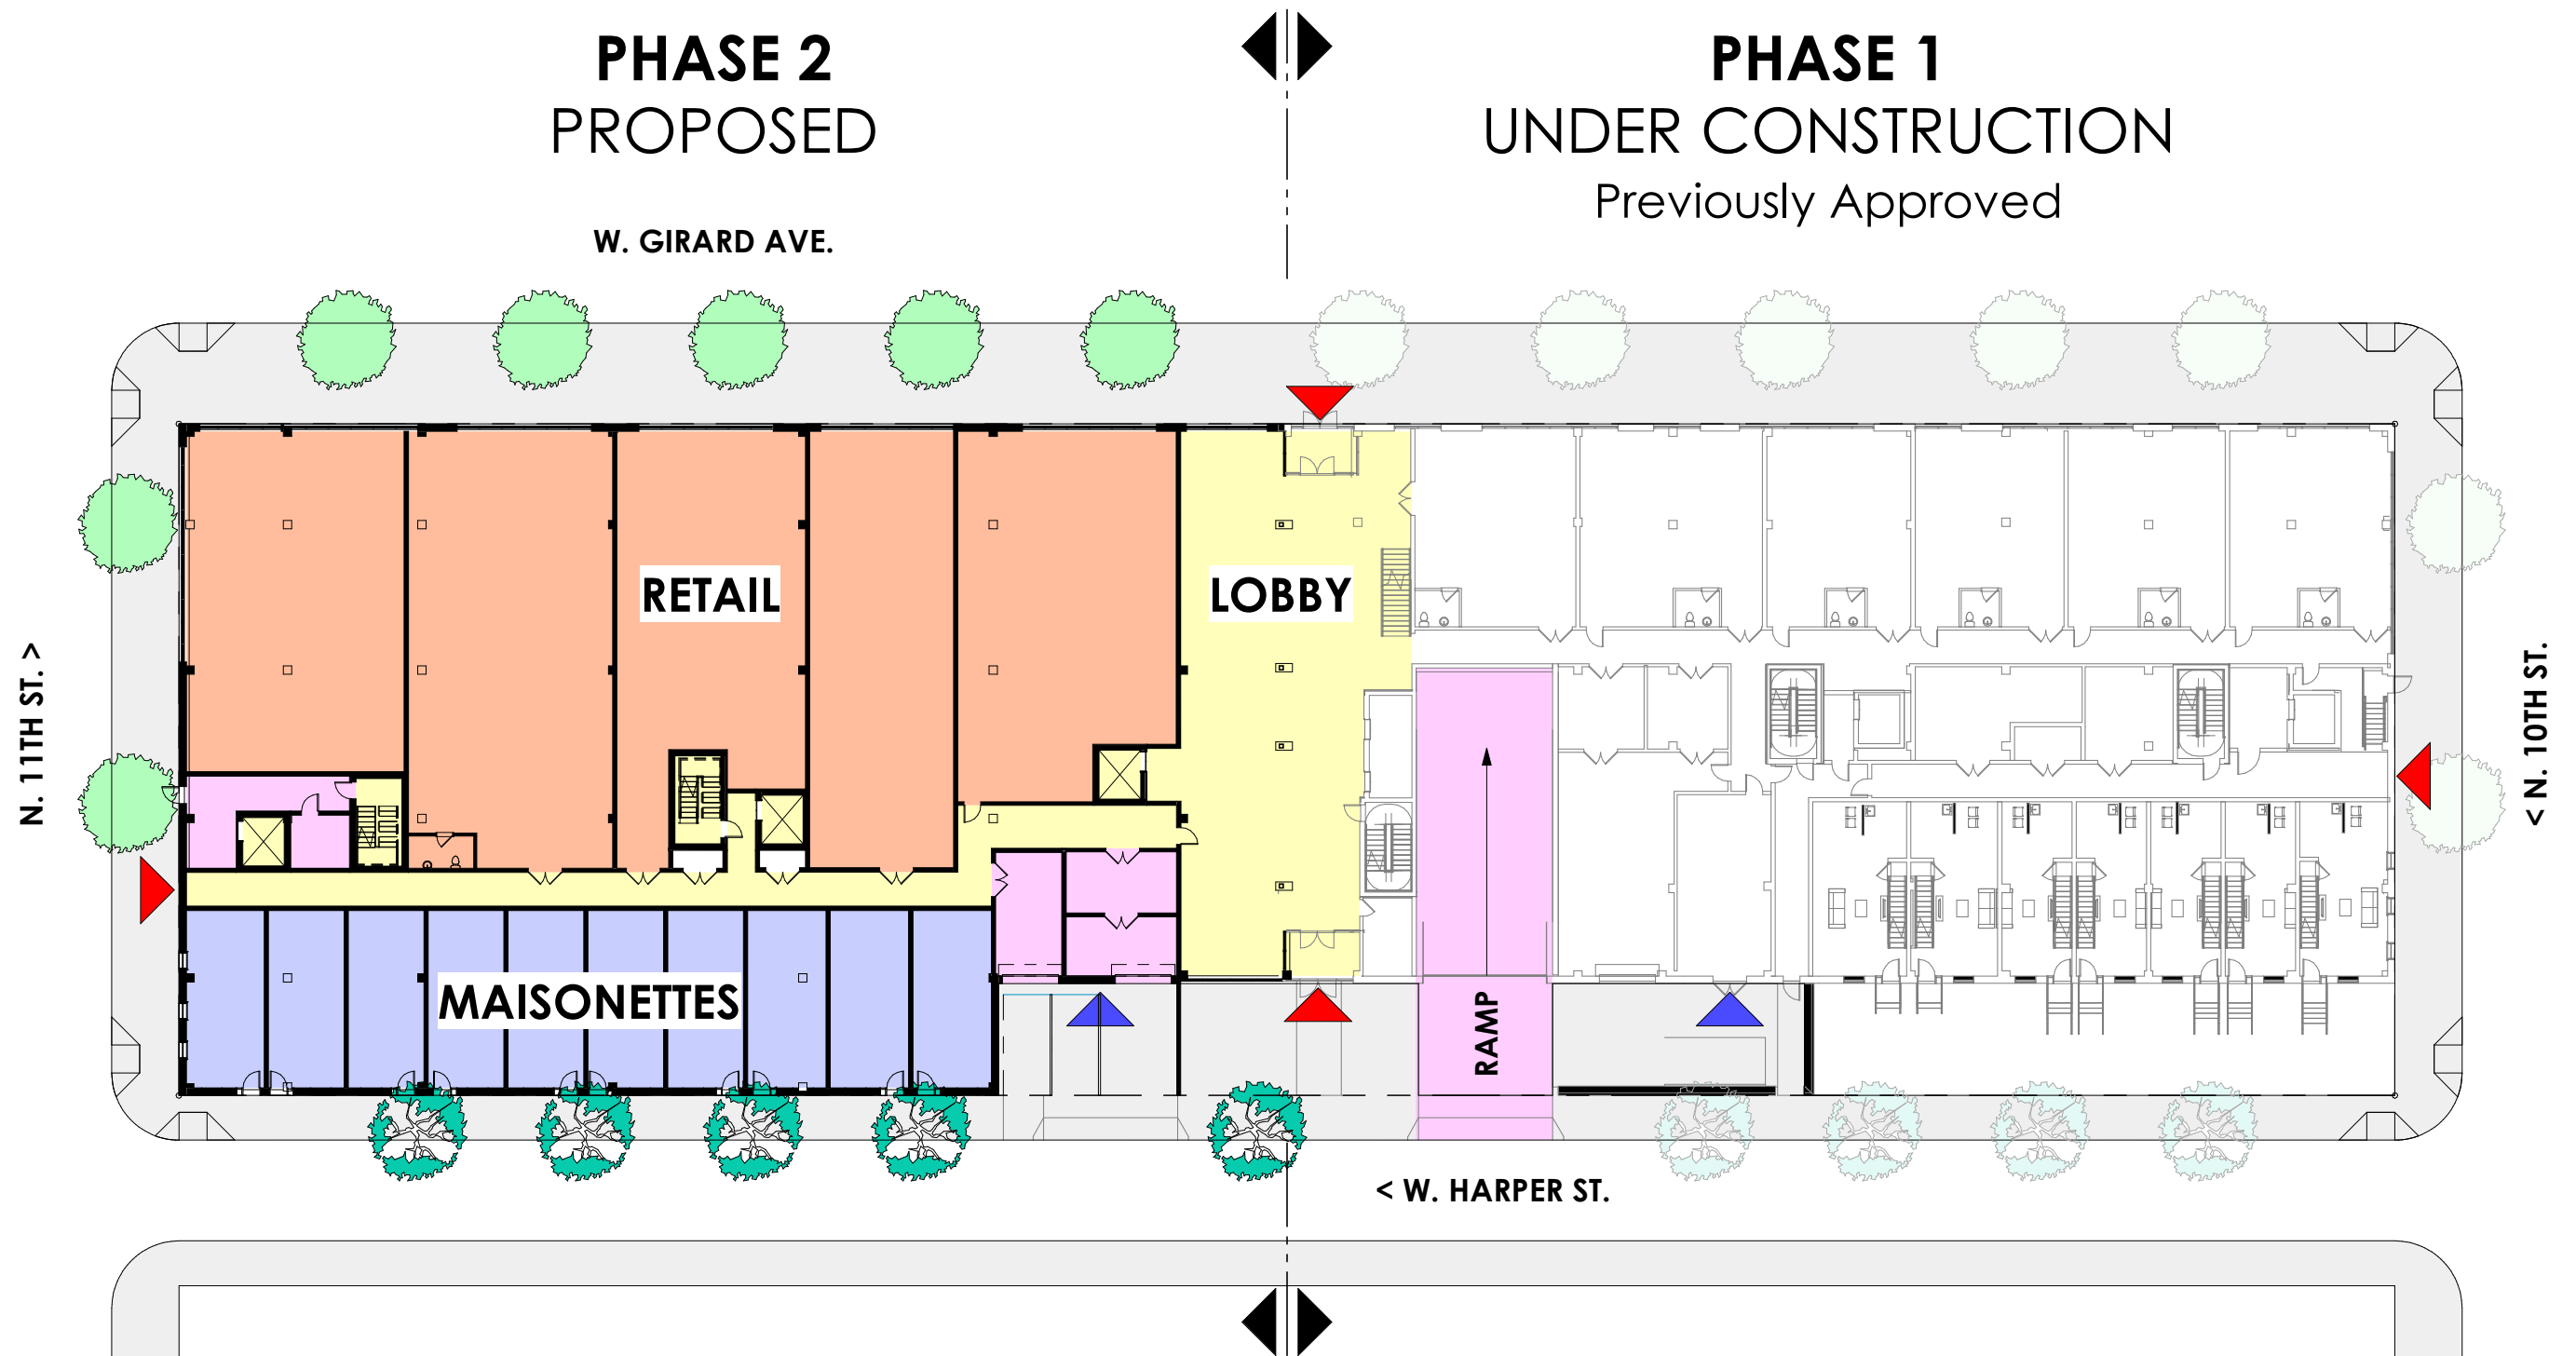 PHASE 2
PROPOSED
PHASE 1
UNDER CONSTRUCTION
Previously Approved
W. GIRARD AVE.
RETAIL
LOBBY
N. 11TH ST. >
< N. 10TH ST.
MAISONETTES
RAMP
< W. HARPER ST.